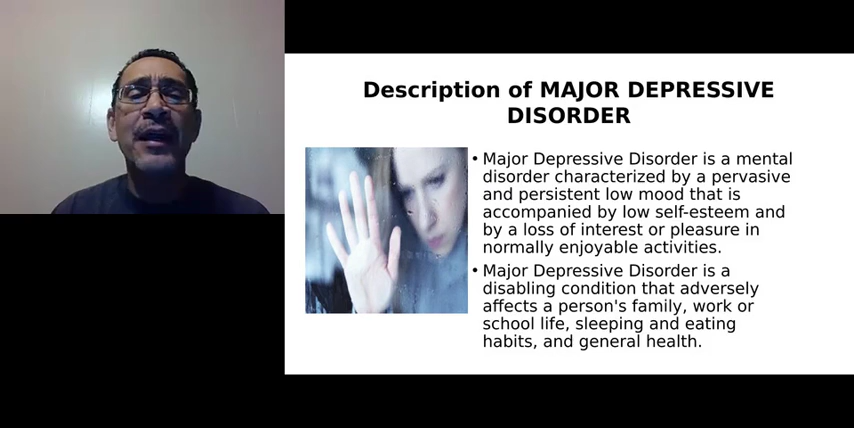 Description of MAJOR DEPRESSIVE
DISORDER
• Major Depressive Disorder is a mental
disorder characterized by a pervasive
and persistent low mood that is
accompanied by low self-esteem and
by a loss of interest or pleasure in
normally enjoyable activities.
• Major Depressive Disorder is a
disabling condition that adversely
affects a person's family, work or
school life, sleeping and eating
habits, and general health.